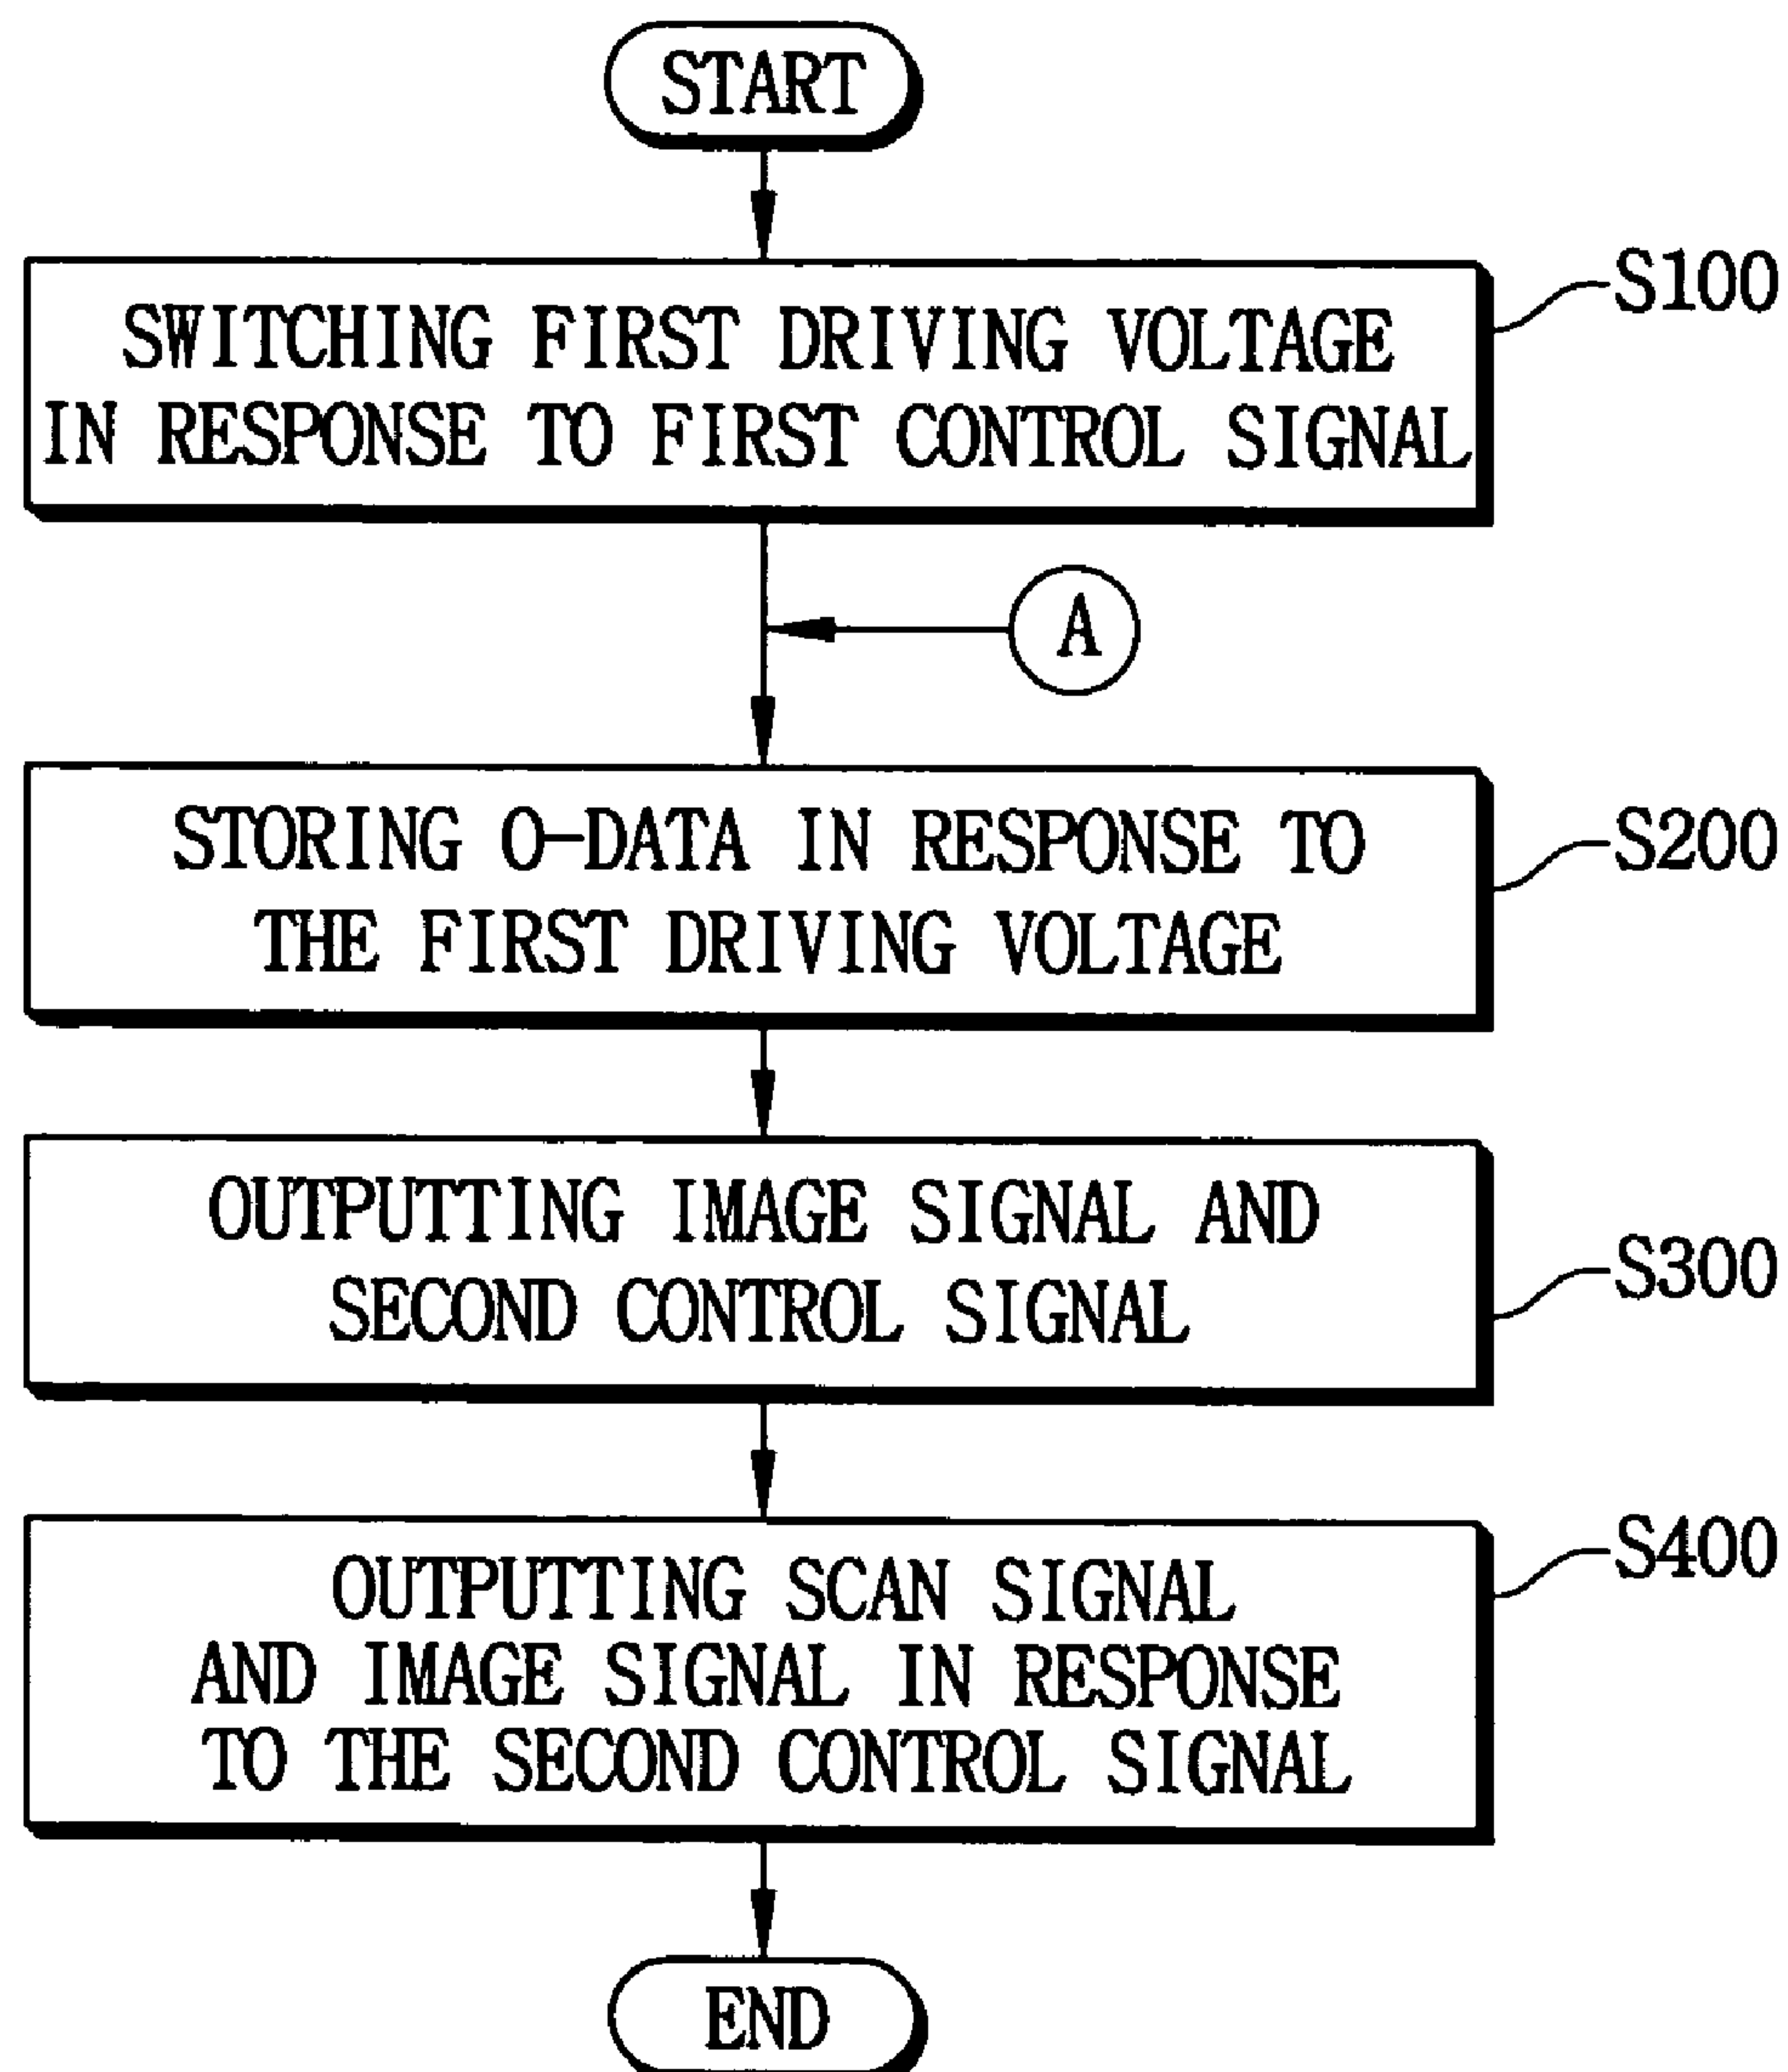 START
SWITCHING FIRST DRIVING VOLTAGE
IN RESPONSE TO FIRST CONTROL SIGNAL
S100
A
STORING O-DATA IN RESPONSE TO
THE FIRST DRIVING VOLTAGE
S200
OUTPUTTING IMAGE SIGNAL AND
SECOND CONTROL SIGNAL
S300
OUTPUTTING SCAN SIGNAL
AND IMAGE SIGNAL IN RESPONSE
TO THE SECOND CONTROL SIGNAL
S400
END